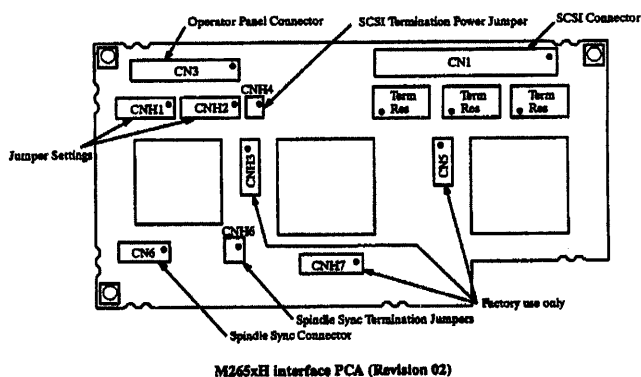 Operator Panel Connector
SCSI Termination Power Jumper
SCSI Connector
CN3
CN1
CNH4
CNH1
CNH2
Term Res
Term Res
Term Res
Jumper Settings
CNH3
CN5
CNH6
CN6
CNH7
Factory use only
Spindle Sync Termination Jumpers
Spindle Sync Connector
M265xH interface PCA (Revision 02)